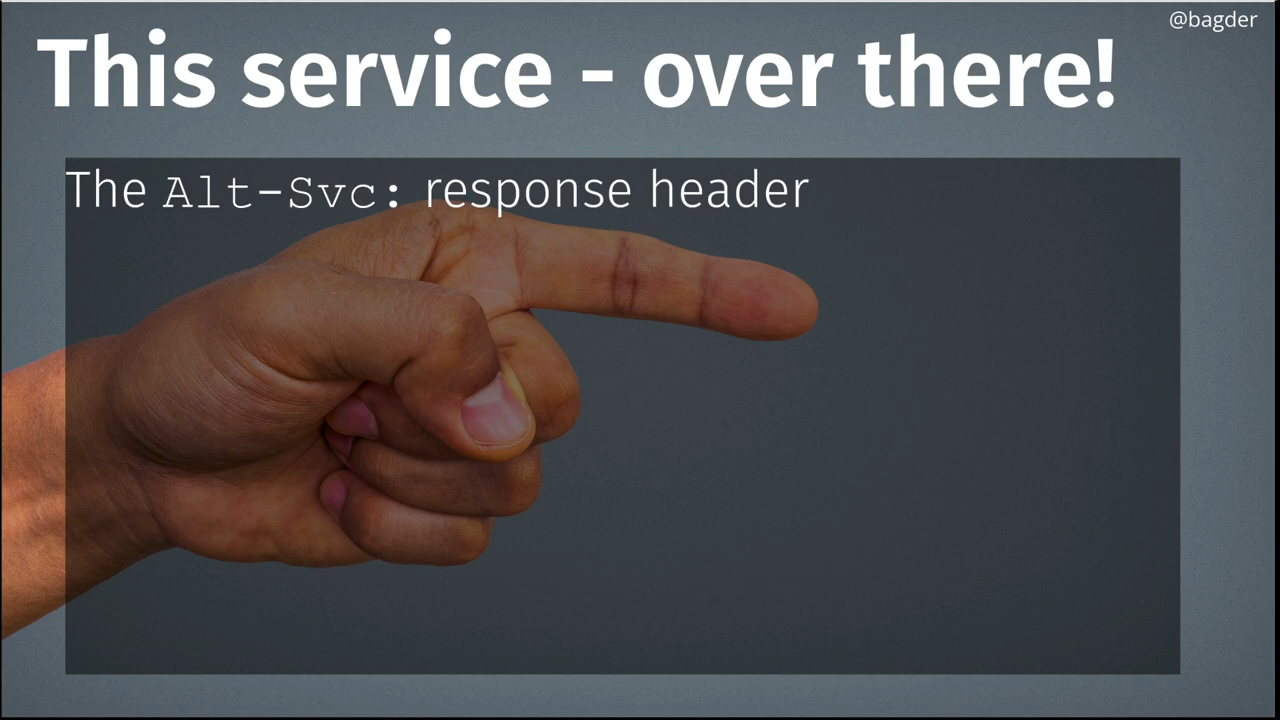 @bagder
This service - over there!
The Alt-Svc: response header